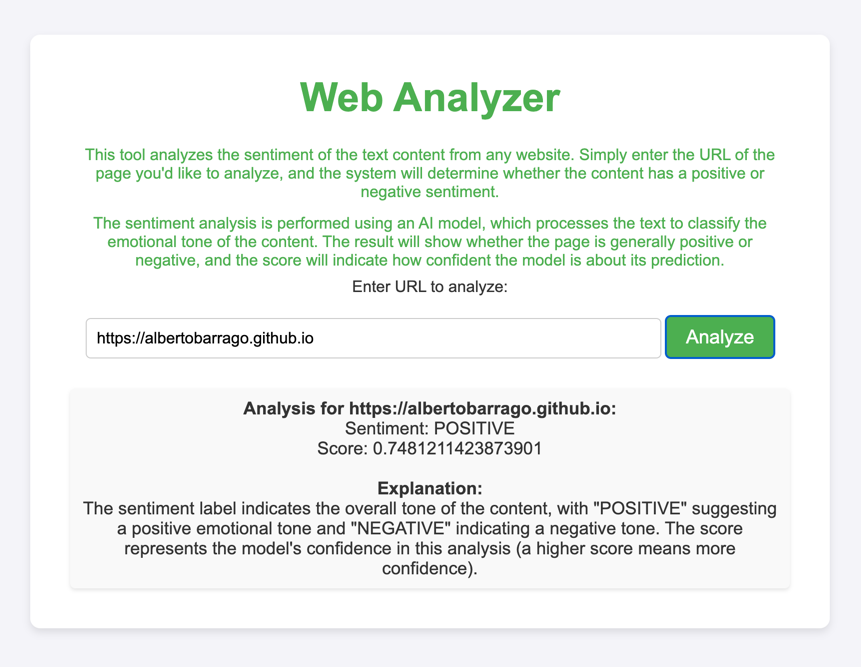 Web Analyzer
This tool analyzes the sentiment of the text content from any website. Simply enter the URL of the
page you'd like to analyze, and the system will determine whether the content has a positive or
negative sentiment.
The sentiment analysis is performed using an AI model, which processes the text to classify the
emotional tone of the content. The result will show whether the page is generally positive or
negative, and the score will indicate how confident the model is about its prediction.
Enter URL to analyze:
https://albertobarrago.github.io
Analyze
Analysis for https://albertobarrago.github.io:
Sentiment: POSITIVE
Score: 0.7481211423873901
Explanation:
The sentiment label indicates the overall tone of the content, with "POSITIVE" suggesting
a positive emotional tone and "NEGATIVE" indicating a negative tone. The score
represents the model's confidence in this analysis (a higher score means more
confidence).